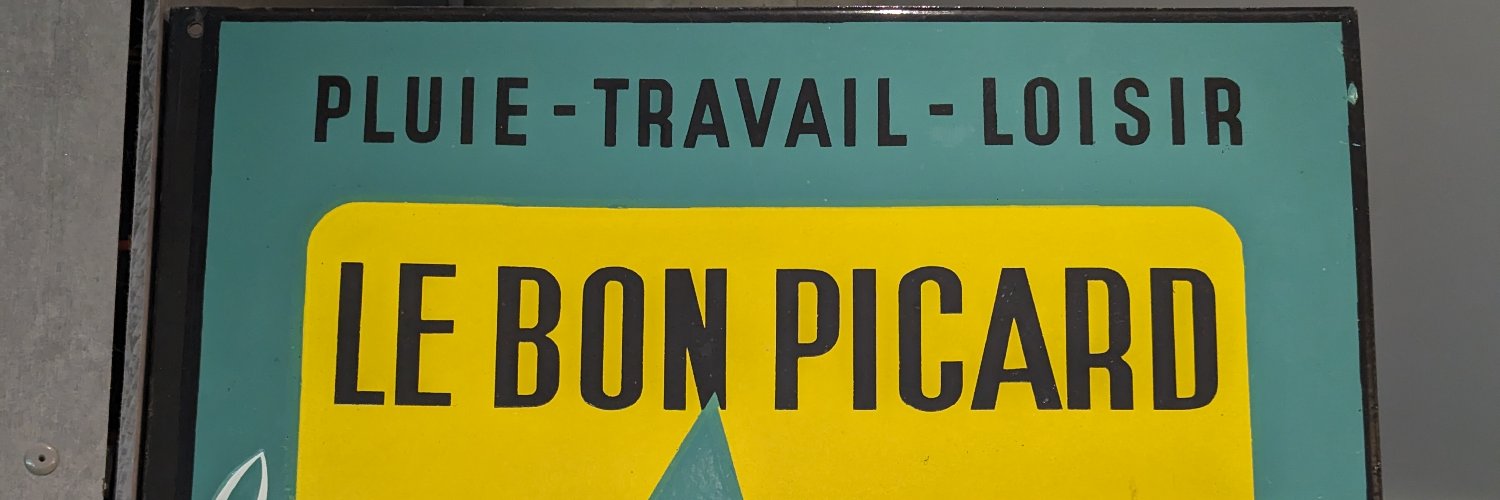 PLUIE - TRAVAIL - LOISIR
LE BON PICARD